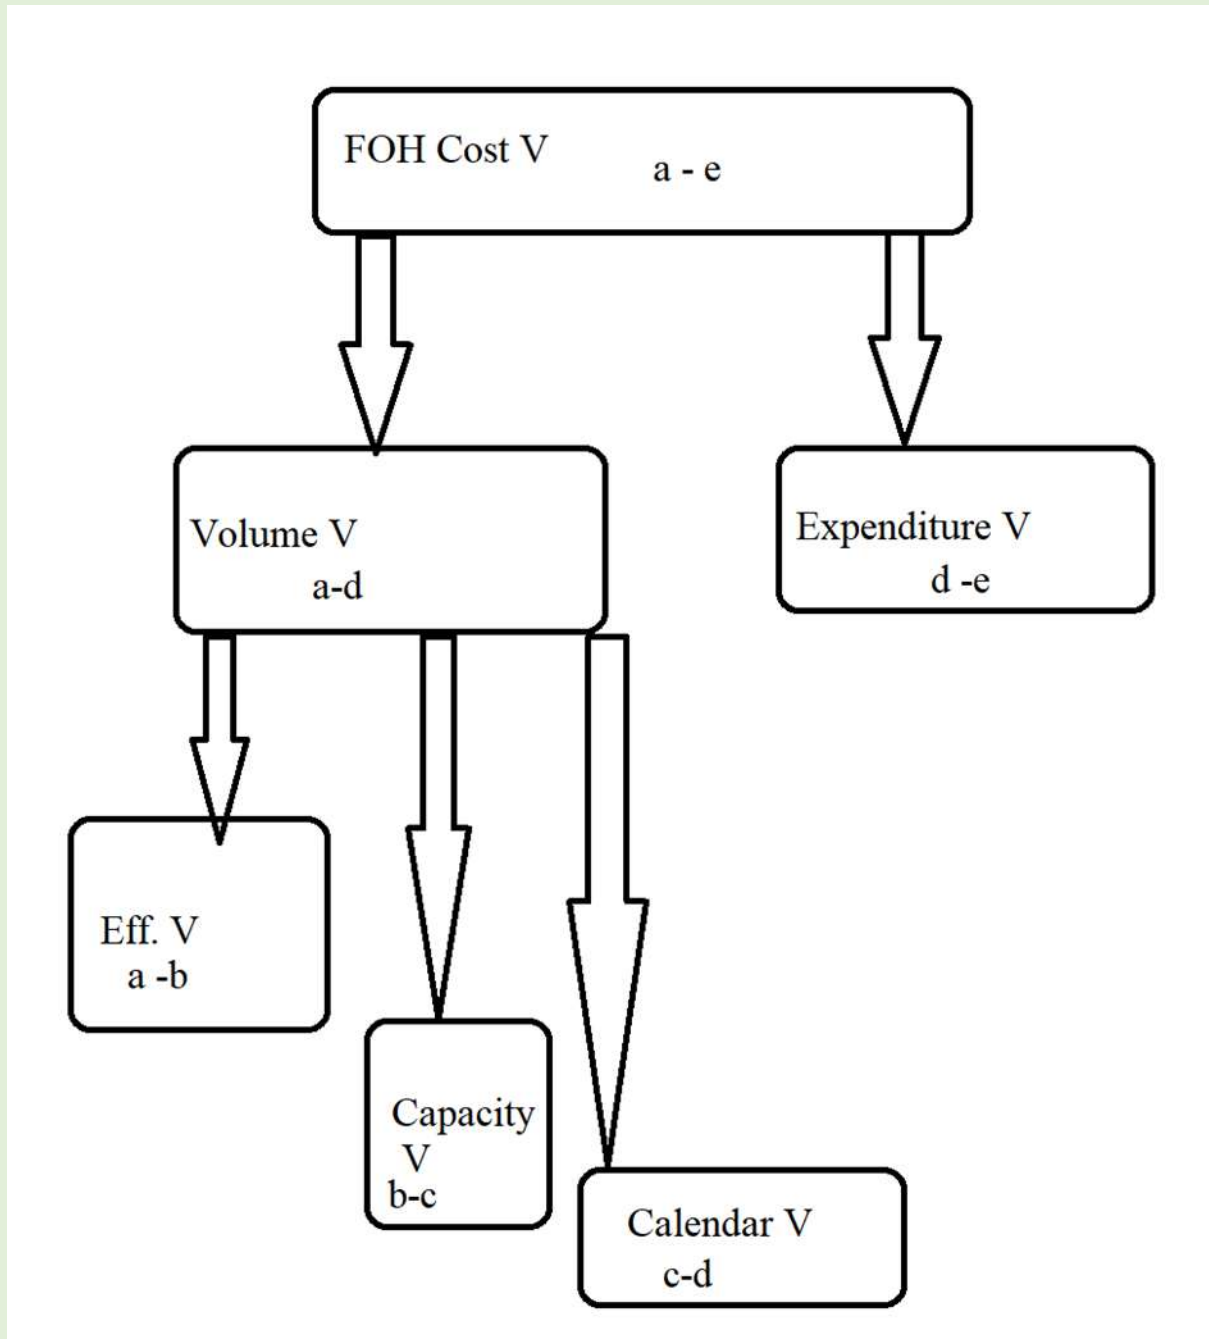 FOH Cost V
a - e
Volume V
a-d
Expenditure V
d -e
Eff. V
a -b
Capacity
V
b-c
Calendar V
c-d